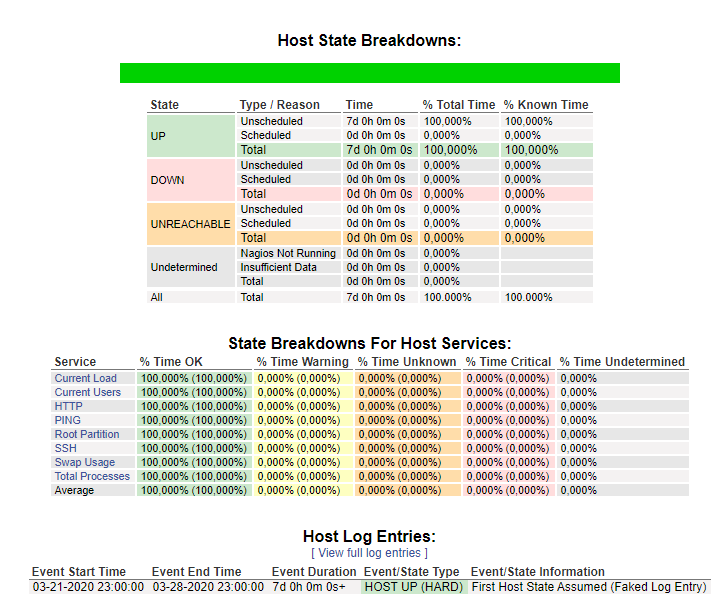 Host State Breakdowns:
State Type / Reason Time % Total Time % Known Time
UP Unscheduled 7d 0h 0m 0s 100,000% 100,000%
Scheduled 0d 0h 0m 0s 0,000% 0,000%
Total 7d 0h 0m 0s 100,000% 100,000%
DOWN Unscheduled 0d 0h 0m 0s 0,000% 0,000%
Scheduled 0d 0h 0m 0s 0,000% 0,000%
Total 0d 0h 0m 0s 0,000% 0,000%
UNREACHABLE Unscheduled 0d 0h 0m 0s 0,000% 0,000%
Scheduled 0d 0h 0m 0s 0,000% 0,000%
Total 0d 0h 0m 0s 0,000% 0,000%
Undetermined Nagios Not Running 0d 0h 0m 0s 0,000%
Insufficient Data 0d 0h 0m 0s 0,000%
Total 0d 0h 0m 0s 0,000%
All Total 7d 0h 0m 0s 100.000% 100.000%
State Breakdowns For Host Services:
Service % Time OK % Time Warning % Time Unknown % Time Critical % Time Undetermined
Current Load 100,000% (100,000%) 0,000% (0,000%) 0,000% (0,000%) 0,000% (0,000%) 0,000%
Current Users 100,000% (100,000%) 0,000% (0,000%) 0,000% (0,000%) 0,000% (0,000%) 0,000%
HTTP 100,000% (100,000%) 0,000% (0,000%) 0,000% (0,000%) 0,000% (0,000%) 0,000%
PING 100,000% (100,000%) 0,000% (0,000%) 0,000% (0,000%) 0,000% (0,000%) 0,000%
Root Partition 100,000% (100,000%) 0,000% (0,000%) 0,000% (0,000%) 0,000% (0,000%) 0,000%
SSH 100,000% (100,000%) 0,000% (0,000%) 0,000% (0,000%) 0,000% (0,000%) 0,000%
Swap Usage 100,000% (100,000%) 0,000% (0,000%) 0,000% (0,000%) 0,000% (0,000%) 0,000%
Total Processes 100,000% (100,000%) 0,000% (0,000%) 0,000% (0,000%) 0,000% (0,000%) 0,000%
Average 100,000% (100,000%) 0,000% (0,000%) 0,000% (0,000%) 0,000% (0,000%) 0,000%
Host Log Entries:
[ View full log entries ]
Event Start Time Event End Time Event Duration Event/State Type Event/State Information
03-21-2020 23:00:00 03-28-2020 23:00:00 7d 0h 0m 0s+ HOST UP (HARD) First Host State Assumed (Faked Log Entry)